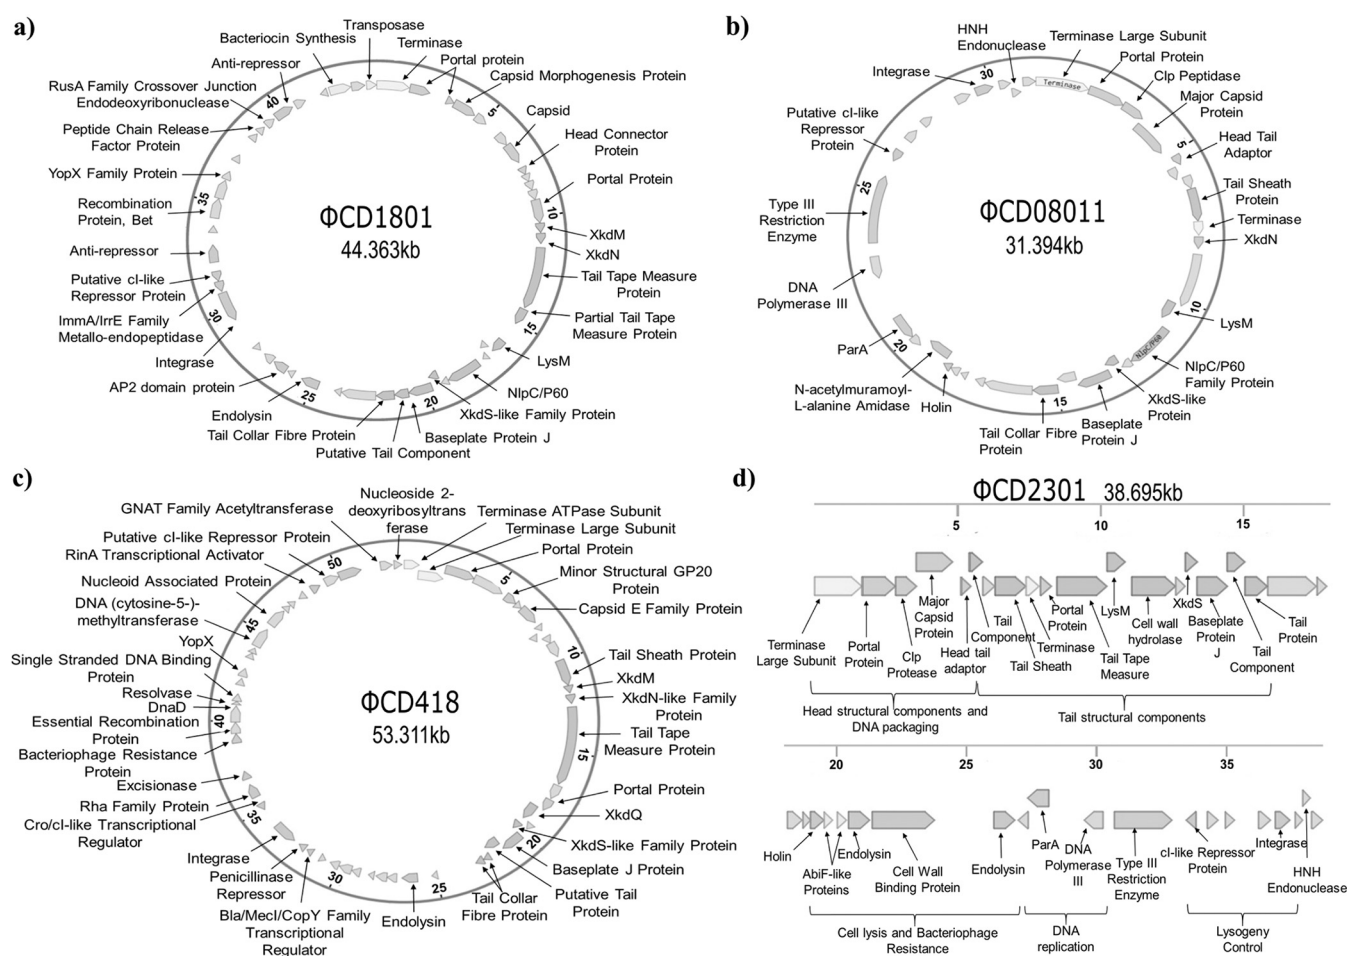 a)
Transposase
Bacteriocin Synthesis
Terminase
Anti-repressor
Portal protein
RusA Family Crossover Junction
Endodeoxyribonuclease
Capsid Morphogenesis Protein
40
5
Capsid
Peptide Chain Release
Factor Protein
Head Connector
Protein
YopX Family Protein
Portal Protein
35
Recombination
Protein, Bet
ΦCD1801
44.363kb
10
XkdM
Anti-repressor
XkdN
Putative cI-like
Repressor Protein
Tail Tape Measure
Protein
30
ImmA/IrrE Family
Metallo-endopeptidase
15
Partial Tail Tape
Measure Protein
Integrase
LysM
AP2 domain protein
NlpC/P60
25
20
Endolysin
XkdS-like Family Protein
Tail Collar Fibre Protein
Baseplate Protein J
Putative Tail Component
b)
HNH
Endonuclease
Terminase Large Subunit
Portal Protein
Integrase
30
Terminase
Clp Peptidase
Major Capsid
Protein
Putative cI-like
Repressor
Protein
5
Head Tail
Adaptor
25
Tail Sheath
Protein
Type III
Restriction
Enzyme
ΦCD08011
31.394kb
Terminase
XkdN
DNA
Polymerase III
10
LysM
ParA
20
NlpC/P60
NlpC/P60
Family Protein
N-acetylmuramoyl-
L-alanine Amidase
Holin
15
XkdS-like
Protein
Tail Collar Fibre
Protein
Baseplate
Protein J
c)
Nucleoside 2-
deoxyribosyltrans
ferase
GNAT Family Acetyltransferase
Terminase ATPase Subunit
Terminase Large Subunit
Putative cI-like Repressor Protein
RinA Transcriptional Activator
50
Portal Protein
5
Minor Structural GP20
Protein
Nucleoid Associated Protein
Capsid E Family Protein
DNA (cytosine-5-)-
methyltransferase
45
10
YopX
Tail Sheath Protein
Single Stranded DNA Binding
Protein
XkdM
Resolvase
XkdN-like Family
Protein
DnaD
ΦCD418
53.311kb
40
Essential Recombination
Protein
Tail Tape
Measure Protein
15
Bacteriophage Resistance
Protein
Excisionase
Portal Protein
Rha Family Protein
35
XkdQ
Cro/cI-like Transcriptional
Regulator
20
XkdS-like Family Protein
Integrase
Baseplate J Protein
Penicillinase
Repressor
30
25
Putative Tail
Protein
Tail Collar
Fibre Protein
Bla/MecI/CopY Family
Transcriptional
Regulator
Endolysin
d)
ΦCD2301 38.695kb
5
10
15
Terminase
Large Subunit
Portal
Protein
Clp
Protease
Major
Capsid
Protein
Head tail
adaptor
Tail
Component
Tail Sheath
Terminase
Portal
Protein
Tail Tape
Measure
LysM
Cell wall
hydrolase
XkdS
Baseplate
Protein
J
Tail
Component
Tail
Protein
Head structural components and
DNA packaging
Tail structural components
20
25
30
35
Holin
AbiF-like
Proteins
Endolysin
Cell Wall
Binding Protein
Endolysin
ParA
DNA
Polymerase
III
Type III
Restriction
Enzyme
cI-like Repressor
Protein
Integrase
HNH
Endonuclease
Cell lysis and Bacteriophage
Resistance
DNA
replication
Lysogeny
Control